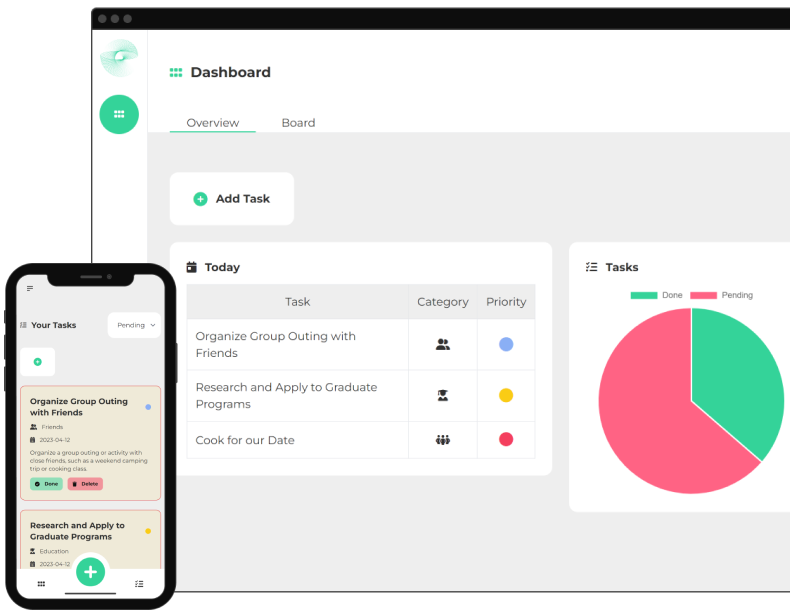 Dashboard
Overview Board
Add Task
Today
Task Category Priority
Organize Group Outing with
Friends
Research and Apply to Graduate
Programs
Cook for our Date
Tasks
Done Pending
Your Tasks Pending
Organize Group Outing
with Friends
Friends
2023-04-12
Organize a group outing or activity with
close friends, such as a weekend camping
trip or cooking class.
Done Delete
Research and Apply to
Graduate Programs
Education
2023-04-12